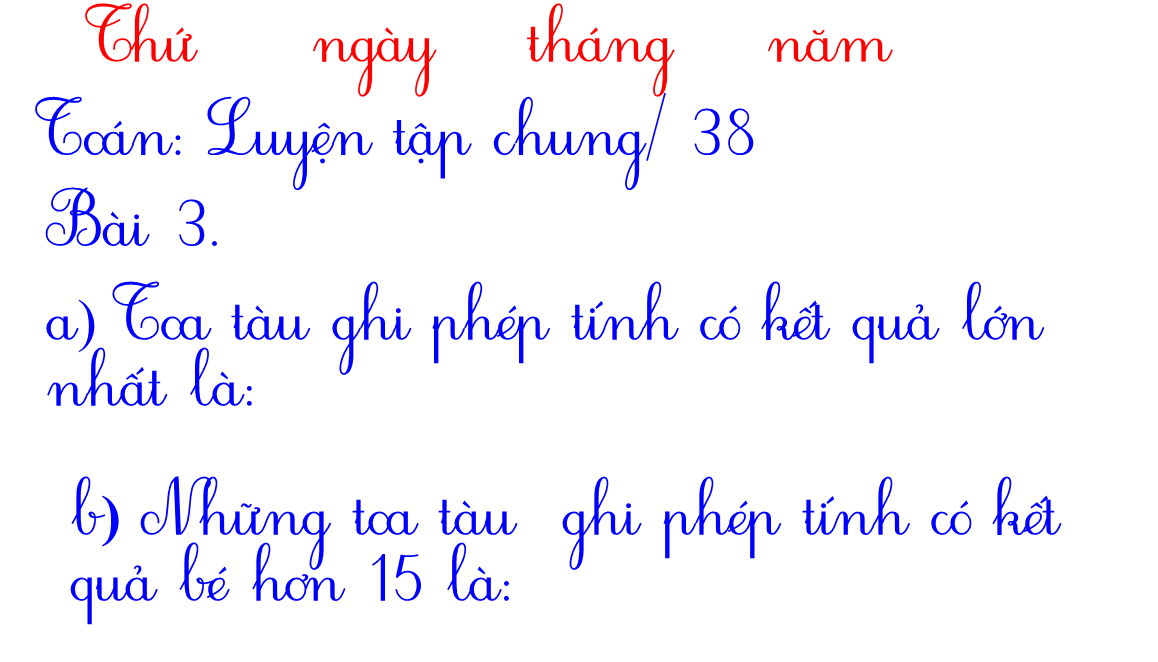 Thứ ngày tháng năm
Toán: Luyện tập chung/ 38
Bài 3.
a) Toa tàu ghi phép tính có kết quả lớn
nhất là:
b) Những toa tàu ghi phép tính có kết
quả bé hơn 15 là: